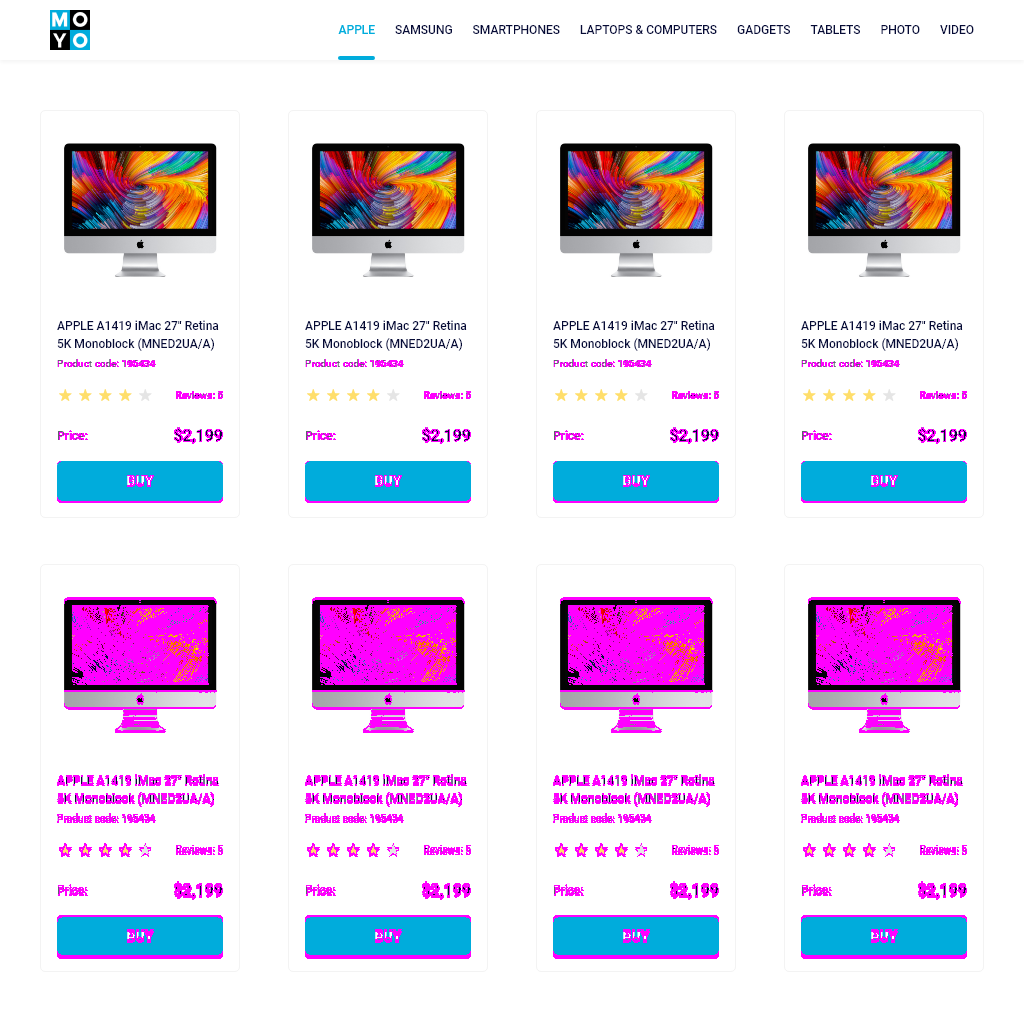 MO
YO
APPLE SAMSUNG SMARTPHONES LAPTOPS & COMPUTERS GADGETS TABLETS PHOTO VIDEO
APPLE A1419 iMac 27" Retina APPLE A1419 iMac 27" Retina APPLE A1419 iMac 27" Retina APPLE A1419 iMac 27" Retina
5K Monoblock (MNED2UA/A) 5K Monoblock (MNED2UA/A) 5K Monoblock (MNED2UA/A) 5K Monoblock (MNED2UA/A)
Product code: 195434 Product code: 195434 Product code: 195434 Product code: 195434
Reviews: 5 Reviews: 5 Reviews: 5 Reviews: 5
Price: $2,199 Price: $2,199 Price: $2,199 Price: $2,199
BUY BUY BUY BUY
APPLE A1419 iMac 27" Retina APPLE A1419 iMac 27" Retina APPLE A1419 iMac 27" Retina APPLE A1419 iMac 27" Retina
5K Monoblock (MNED2UA/A) 5K Monoblock (MNED2UA/A) 5K Monoblock (MNED2UA/A) 5K Monoblock (MNED2UA/A)
Product code: 195434 Product code: 195434 Product code: 195434 Product code: 195434
Reviews: 5 Reviews: 5 Reviews: 5 Reviews: 5
Price: $2,199 Price: $2,199 Price: $2,199 Price: $2,199
BUY BUY BUY BUY